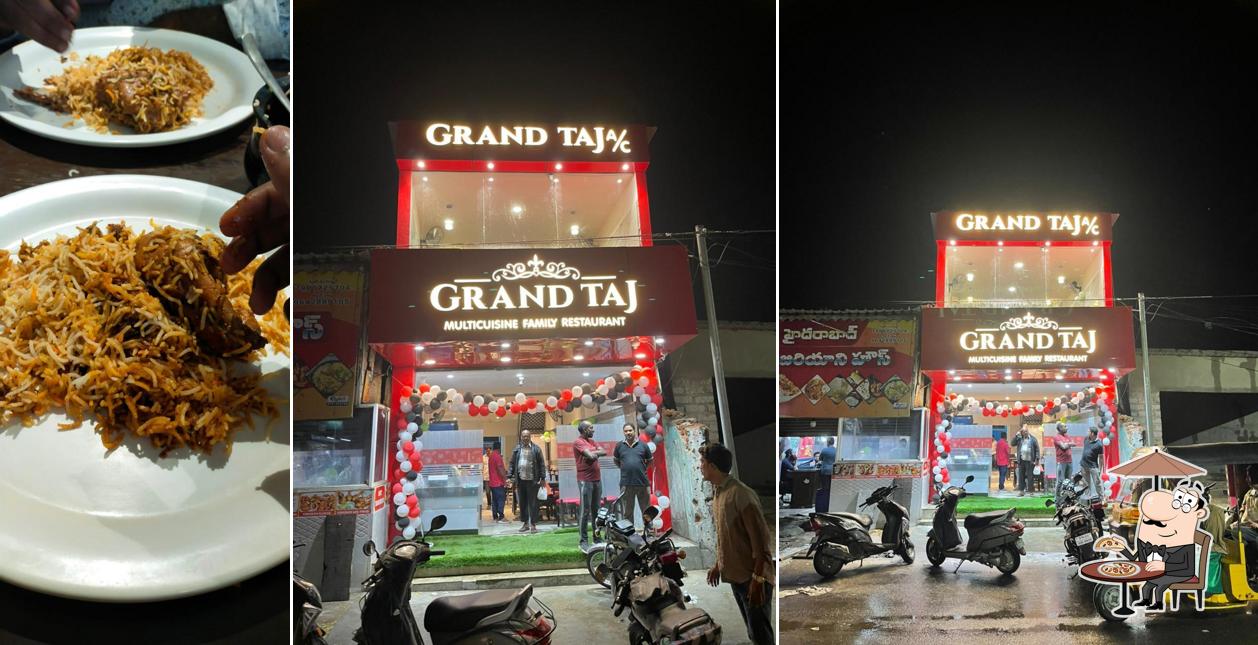 GRAND TAJ A/C
GRAND TAJ
MULTICUISINE FAMILY RESTAURANT
GRAND TAJ A/C
GRAND TAJ
MULTICUISINE FAMILY RESTAURANT
హైదరాబాద్